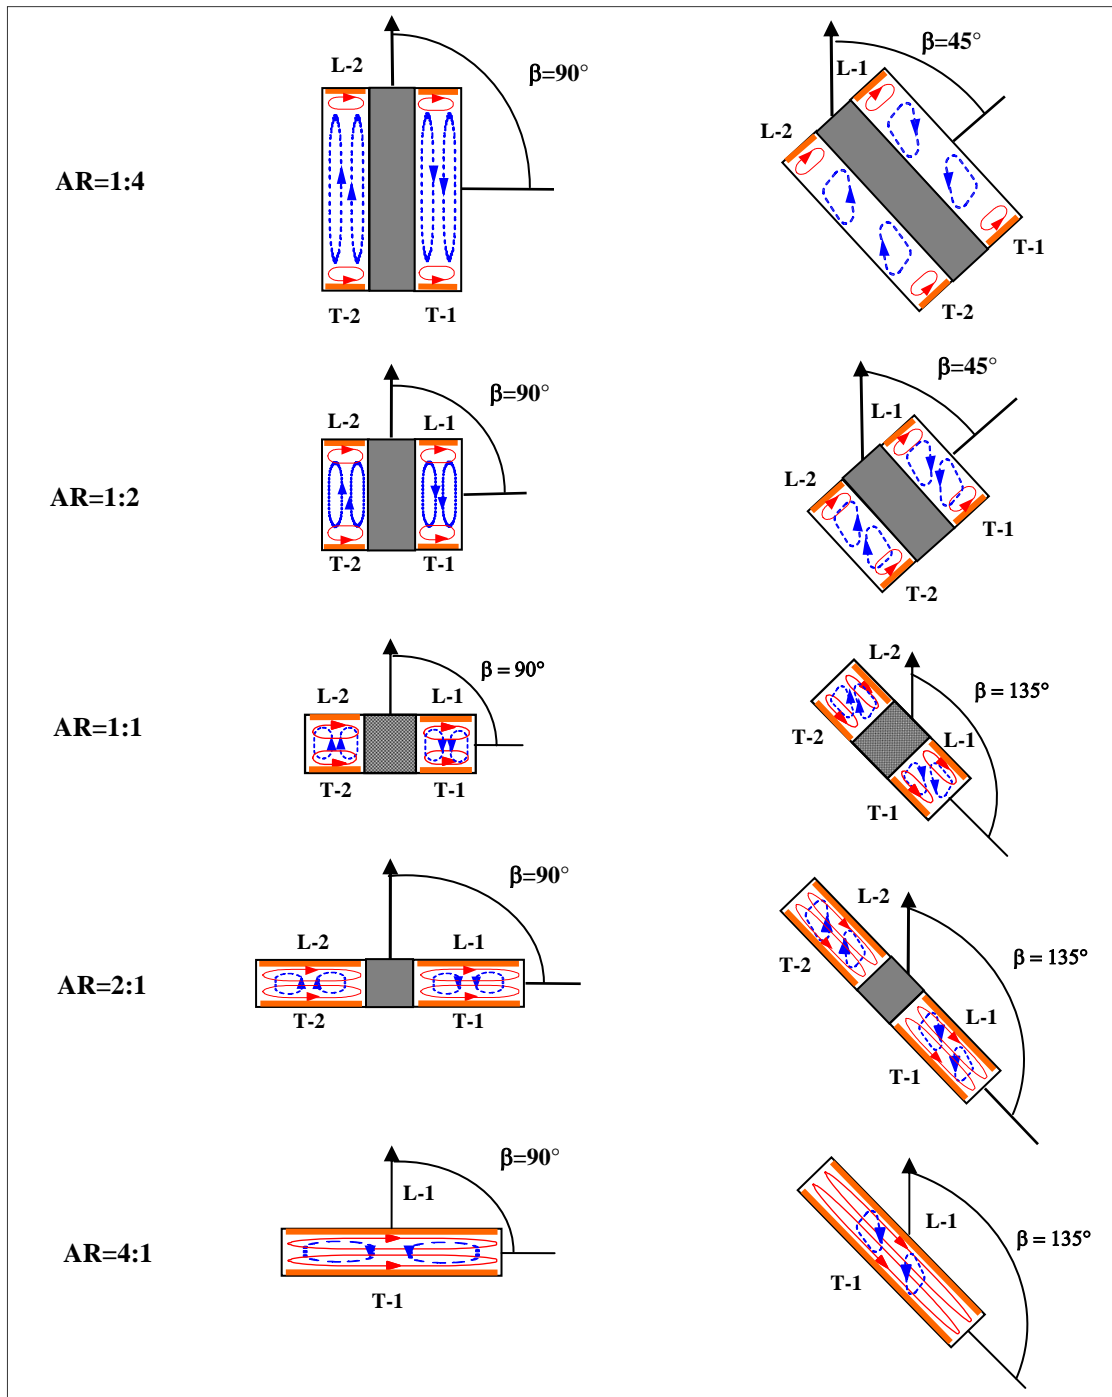 L-2
β=90°
AR=1:4
T-2
T-1
β=45°
L-1
L-2
T-1
T-2
β=90°
L-2
L-1
AR=1:2
T-2
T-1
β=45°
L-1
L-2
T-1
T-2
β = 90°
L-2
L-1
AR=1:1
T-2
T-1
L-2
β = 135°
T-2
L-1
T-1
β=90°
L-2
L-1
AR=2:1
T-2
T-1
L-2
β = 135°
T-2
L-1
T-1
β=90°
L-1
AR=4:1
T-1
L-1
β = 135°
T-1